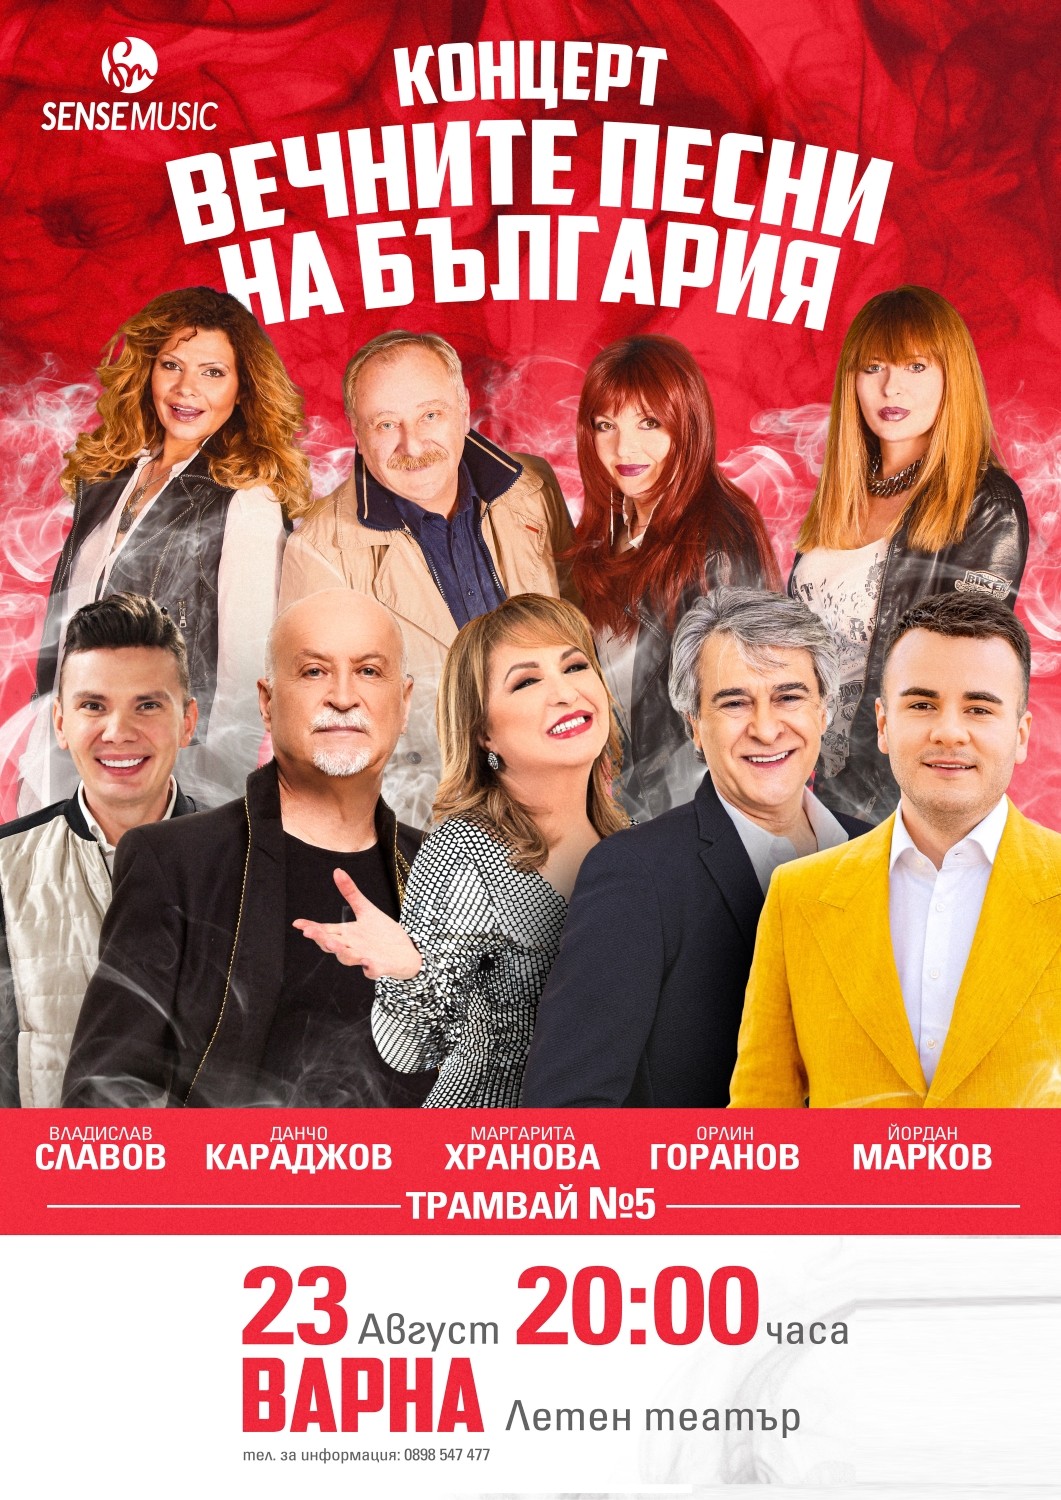 SENSEMUSIC
КОНЦЕРТ
ВЕЧНИТЕ ПЕСНИ
НА БЪЛГАРИЯ
BIKER
ВЛАДИСЛАВ
СЛАВОВ
ДАНЧО
КАРАДЖОВ
МАРГАРИТА
ХРАНОВА
ОРЛИН
ГОРАНОВ
ЙОРДАН
МАРКОВ
ТРАМВАЙ №5
23 Август 20:00 часа
ВАРНА Летен театър
тел. за информация: 0898 547 477